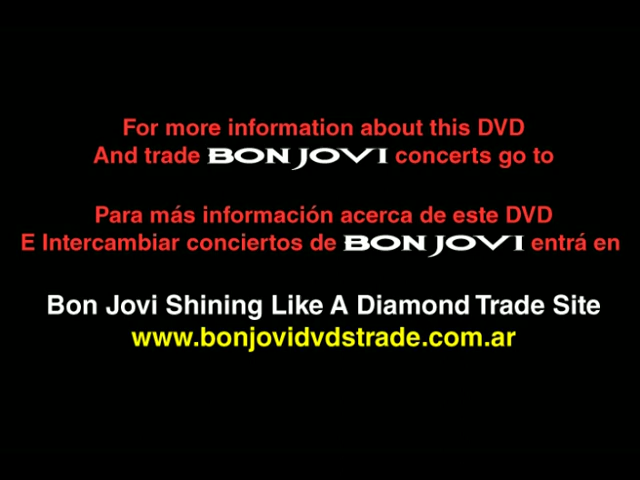 For more information about this DVD
And trade BON JOVI concerts go to
Para más información acerca de este DVD
E Intercambiar conciertos de BON JOVI entrá en
Bon Jovi Shining Like A Diamond Trade Site
www.bonjovidvdstrade.com.ar